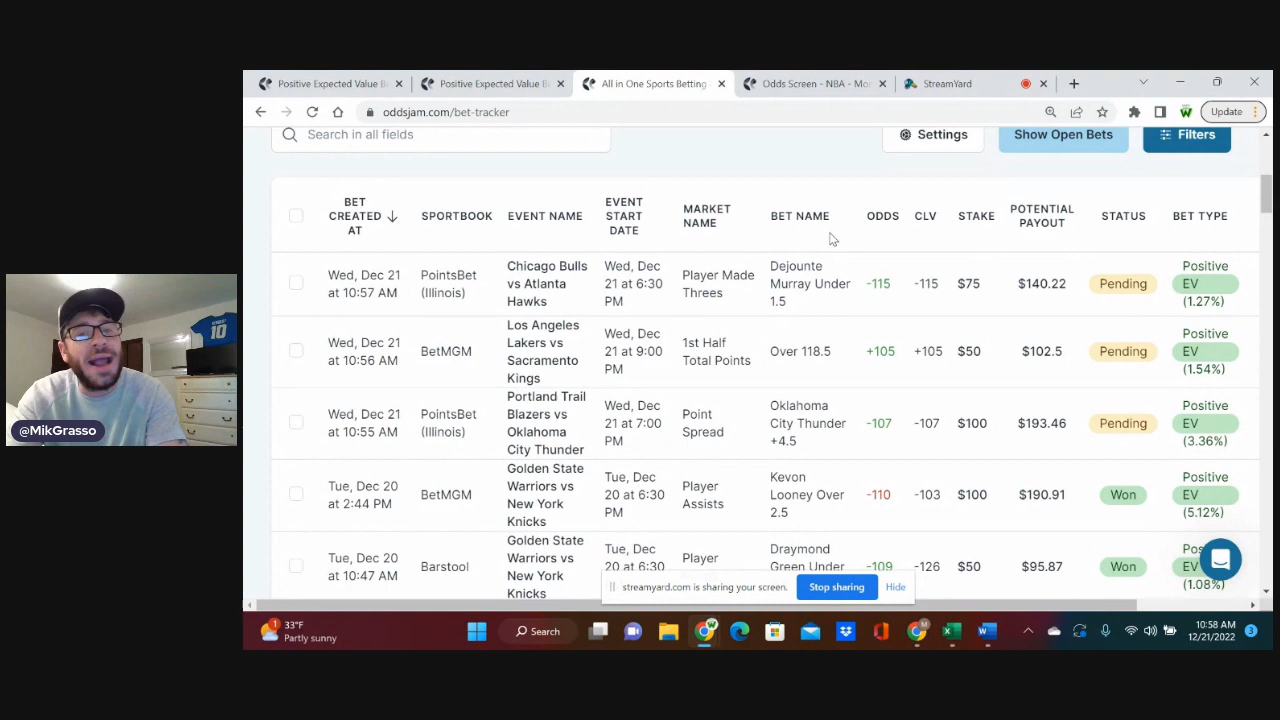 Positive Expected Value B
Positive Expected Value B
All in One Sports Betting
Odds Screen - NBA - Mo
StreamYard
oddsjam.com/bet-tracker
Update
Search in all fields
Settings
Show Open Bets
Filters
BET CREATED AT
SPORTBOOK
EVENT NAME
EVENT START DATE
MARKET NAME
BET NAME
ODDS
CLV
STAKE
POTENTIAL PAYOUT
STATUS
BET TYPE
Wed, Dec 21 at 10:57 AM
PointsBet (Illinois)
Chicago Bulls vs Atlanta Hawks
Wed, Dec 21 at 6:30 PM
Player Made Threes
Dejounte Murray Under 1.5
-115
-115
$75
$140.22
Pending
Positive EV (1.27%)
Wed, Dec 21 at 10:56 AM
BetMGM
Los Angeles Lakers vs Sacramento Kings
Wed, Dec 21 at 9:00 PM
1st Half Total Points
Over 118.5
+105
+105
$50
$102.5
Pending
Positive EV (1.54%)
Wed, Dec 21 at 10:55 AM
PointsBet (Illinois)
Portland Trail Blazers vs Oklahoma City Thunder
Wed, Dec 21 at 7:00 PM
Point Spread
Oklahoma City Thunder +4.5
-107
-107
$100
$193.46
Pending
Positive EV (3.36%)
Tue, Dec 20 at 2:44 PM
BetMGM
Golden State Warriors vs New York Knicks
Tue, Dec 20 at 6:30 PM
Player Assists
Kevon Looney Over 2.5
-110
-103
$100
$190.91
Won
Positive EV (5.12%)
Tue, Dec 20 at 10:47 AM
Barstool
Golden State Warriors vs New York Knicks
Tue, Dec 20 at 6:30 PM
Player
Draymond Green Under
-109
-126
$50
$95.87
Won
EV (1.08%)
streamyard.com is sharing your screen.
Stop sharing
Hide
@MikGrasso
10
1
33°F
Partly sunny
Search
10:58 AM
12/21/2022
3